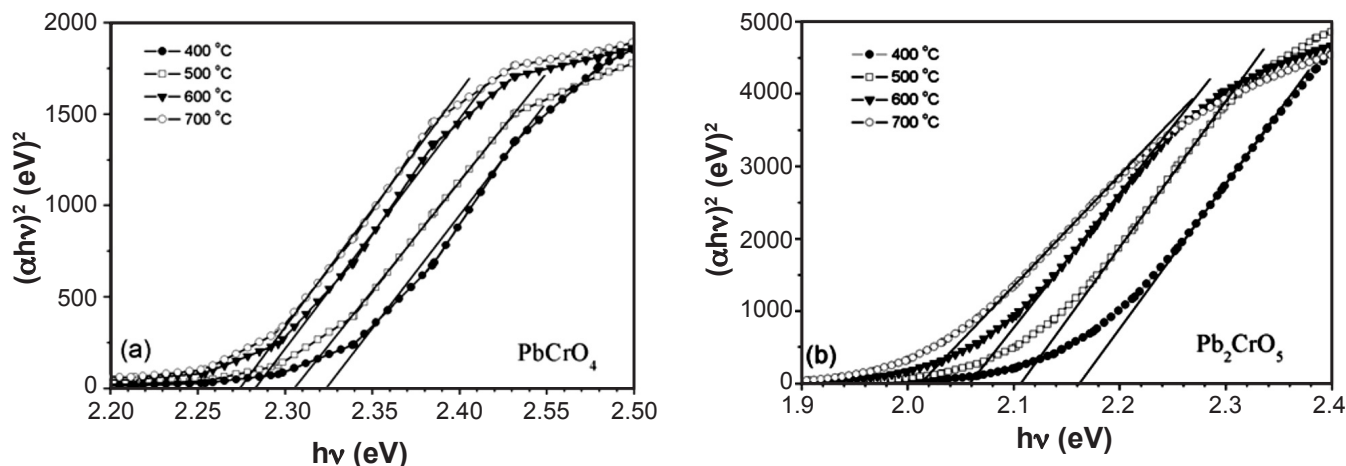 2000
1500
1000
500
0
(αhν)² (eV)²
400 °C
500 °C
600 °C
700 °C
(a)
PbCrO₄
2.20 2.25 2.30 2.35 2.40 2.55 2.50
hν (eV)
5000
4000
3000
2000
1000
0
(αhν)² (eV)²
400 °C
500 °C
600 °C
700 °C
(b)
Pb₂CrO₅
1.9 2.0 2.1 2.2 2.3 2.4
hν (eV)